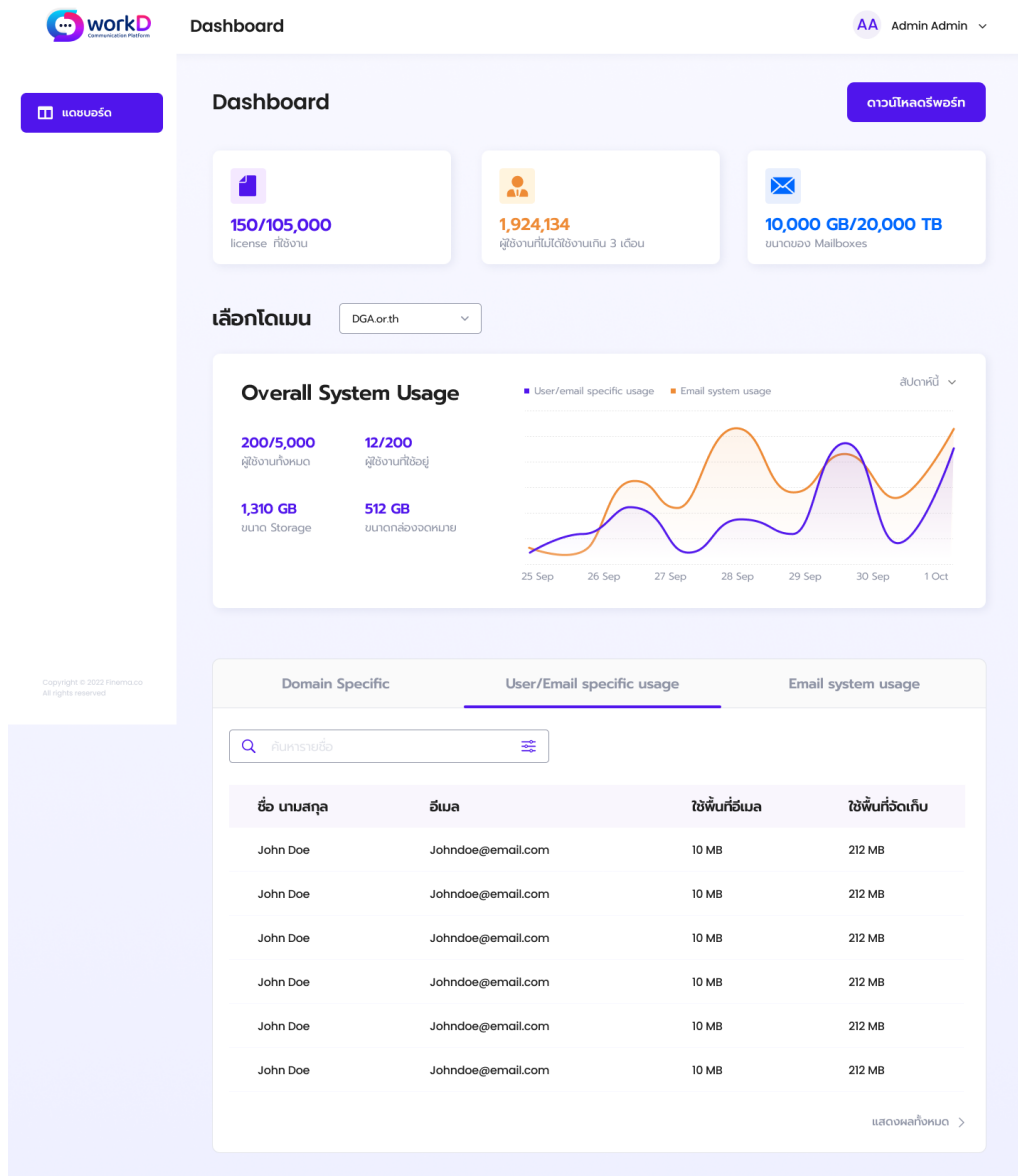 workD
Communication Platform
Dashboard
AA
Admin Admin
แดชบอร์ด
Dashboard
ดาวน์โหลดรีพอร์ท
150/105,000
license ที่ใช้งาน
1,924,134
ผู้ใช้งานที่ไม่ได้ใช้งานเกิน 3 เดือน
10,000 GB/20,000 TB
ขนาดของ Mailboxes
เลือกโดเมน
DGA.or.th
Overall System Usage
User/email specific usage
Email system usage
สัปดาห์นี้
200/5,000
12/200
ผู้ใช้งานทั้งหมด
ผู้ใช้งานที่ใช้อยู่
1,310 GB
512 GB
ขนาด Storage
ขนาดกล่องจดหมาย
25 Sep 26 Sep 27 Sep 28 Sep 29 Sep 30 Sep 1 Oct
Copyright © 2022 Finema.co.
All rights reserved
Domain Specific
User/Email specific usage
Email system usage
ค้นหารายชื่อ
ชื่อ นามสกุล อีเมล ใช้พื้นที่อีเมล ใช้พื้นที่จัดเก็บ
John Doe Johndoe@email.com 10 MB 212 MB
John Doe Johndoe@email.com 10 MB 212 MB
John Doe Johndoe@email.com 10 MB 212 MB
John Doe Johndoe@email.com 10 MB 212 MB
John Doe Johndoe@email.com 10 MB 212 MB
John Doe Johndoe@email.com 10 MB 212 MB
แสดงผลทั้งหมด